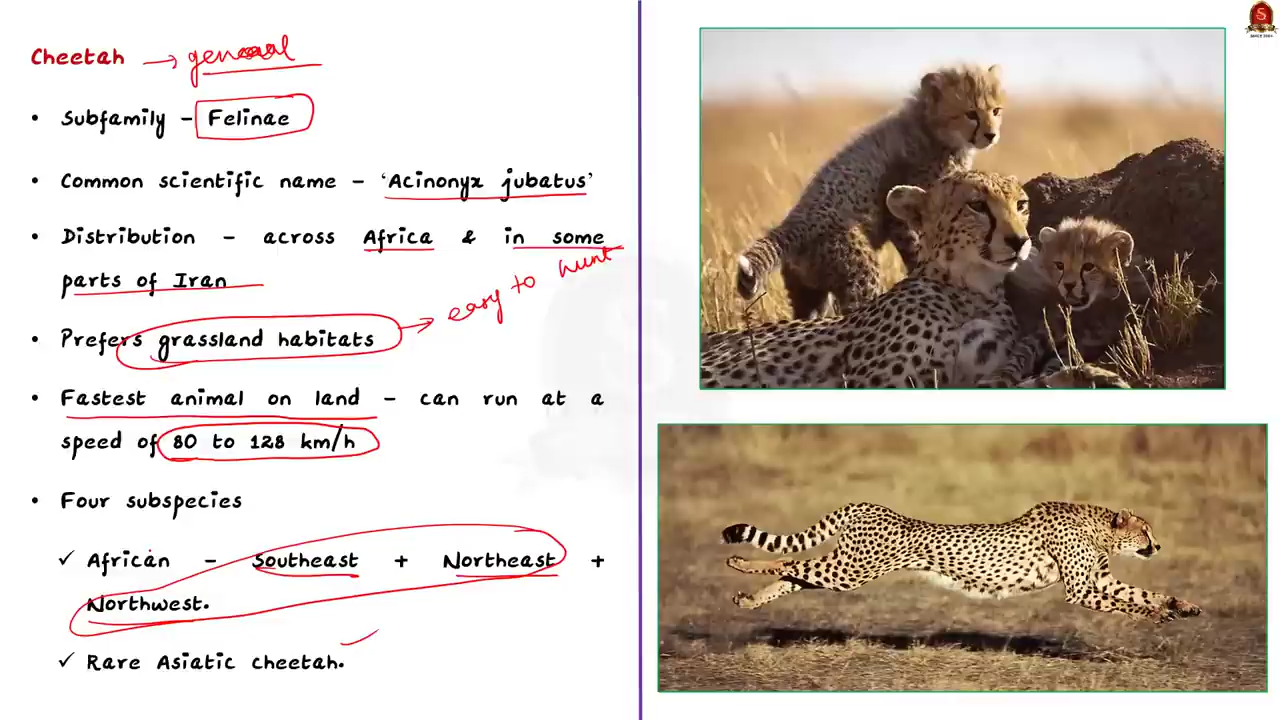 Cheetah → general
• Subfamily – Felinae
• Common scientific name – ‘Acinonyx jubatus’
• Distribution – across Africa & in some
parts of Iran
easy to hunt
• Prefers grassland habitats
• Fastest animal on land – can run at a
speed of 80 to 128 km/h
• Four subspecies
✓ African – Southeast + Northeast +
Northwest.
✓ Rare Asiatic cheetah.
S
SINCE 2004